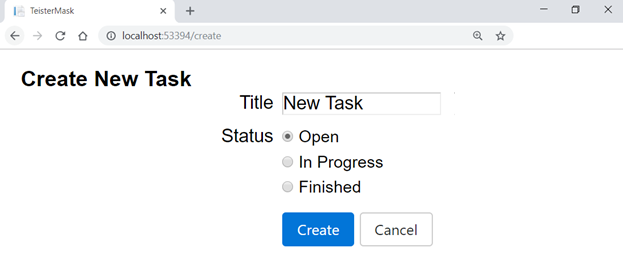 TeisterMask
localhost:53394/create
Create New Task
Title New Task
Status Open
In Progress
Finished
Create Cancel